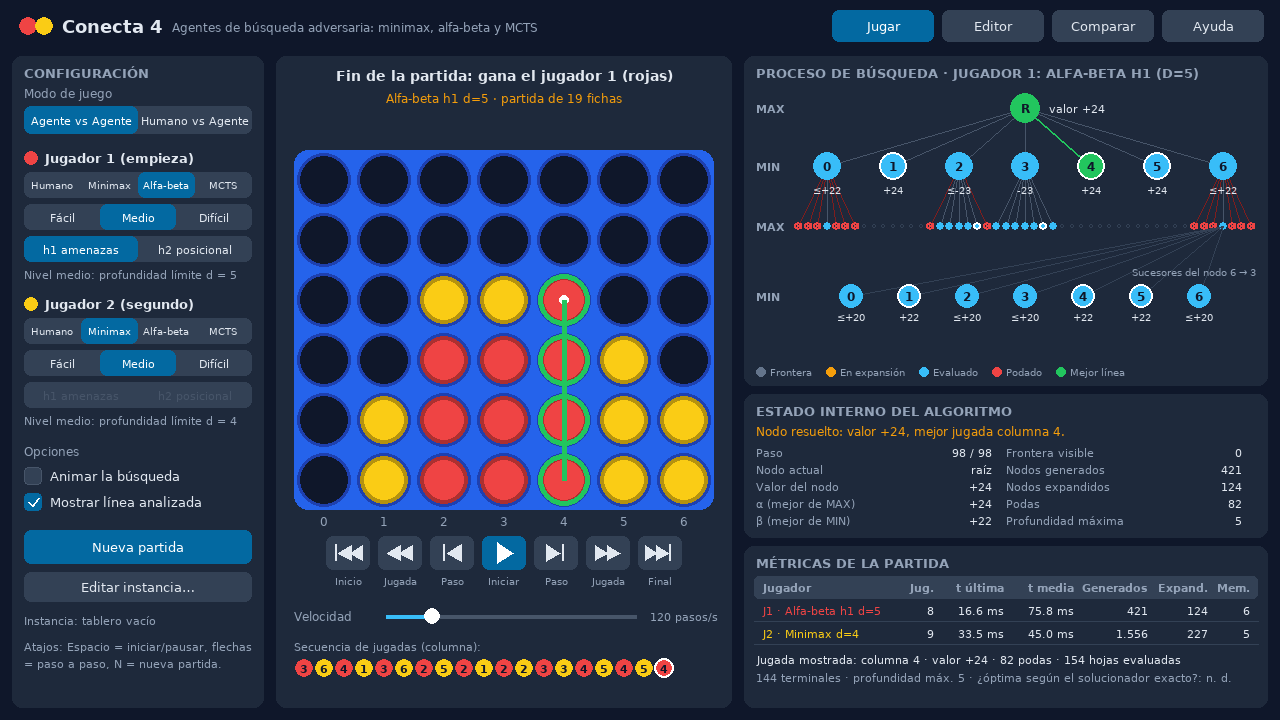 Conecta 4
Agentes de búsqueda adversaria: minimax, alfa-beta y MCTS
Jugar
Editor
Comparar
Ayuda
CONFIGURACIÓN
Modo de juego
Agente vs Agente
Humano vs Agente
Jugador 1 (empieza)
Humano
Minimax
Alfa-beta
MCTS
Fácil
Medio
Difícil
h1 amenazas
h2 posicional
Nivel medio: profundidad límite d = 5
Jugador 2 (segundo)
Humano
Minimax
Alfa-beta
MCTS
Fácil
Medio
Difícil
h1 amenazas
h2 posicional
Nivel medio: profundidad límite d = 4
Opciones
Animar la búsqueda
Mostrar línea analizada
Nueva partida
Editar instancia...
Instancia: tablero vacío
Atajos: Espacio = iniciar/pausar, flechas
= paso a paso, N = nueva partida.
Fin de la partida: gana el jugador 1 (rojas)
Alfa-beta h1 d=5 · partida de 19 fichas
0 1 2 3 4 5 6
Inicio
Jugada
Paso
Iniciar
Paso
Jugada
Final
Velocidad
120 pasos/s
Secuencia de jugadas (columna):
3 6 4 1 3 6 2 5 2 1 2 2 3 3 4 5 4 5 4
PROCESO DE BÚSQUEDA · JUGADOR 1: ALFA-BETA H1 (D=5)
MAX
R
valor +24
MIN
0 1 2 3 4 5 6
≤+22 +24 ≤-23 -23 +24 +24 ≤+22
MAX
Sucesores del nodo 6 → 3
MIN
0 1 2 3 4 5 6
≤+20 +22 ≤+20 ≤+20 +22 +22 ≤+20
Frontera
En expansión
Evaluado
Podado
Mejor línea
ESTADO INTERNO DEL ALGORITMO
Nodo resuelto: valor +24, mejor jugada columna 4.
Paso 98 / 98 Frontera visible 0
Nodo actual raíz Nodos generados 421
Valor del nodo +24 Nodos expandidos 124
α (mejor de MAX) +24 Podas 82
β (mejor de MIN) +22 Profundidad máxima 5
MÉTRICAS DE LA PARTIDA
Jugador Jug. t última t media Generados Expand. Mem.
J1 · Alfa-beta h1 d=5 8 16.6 ms 75.8 ms 421 124 6
J2 · Minimax d=4 9 33.5 ms 45.0 ms 1.556 227 5
Jugada mostrada: columna 4 · valor +24 · 82 podas · 154 hojas evaluadas
144 terminales · profundidad máx. 5 · ¿óptima según el solucionador exacto?: n. d.